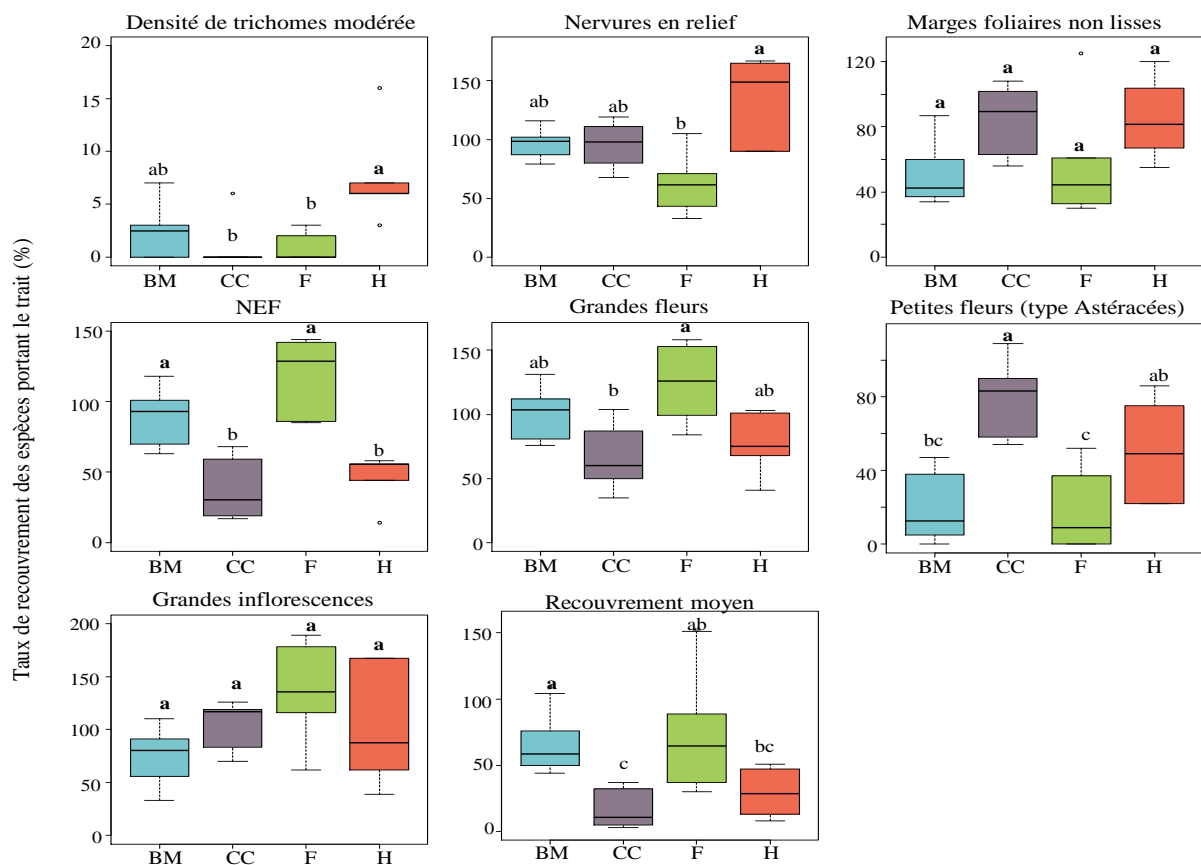 Taux de recouvrement des espèces portant le trait (%)
Densité de trichomes modérée
20
15
10
5
0
ab
b
b
a
BM CC F H
Nervures en relief
150
100
50
0
ab
ab
b
a
BM CC F H
Marges foliaires non lisses
120
80
40
0
a
a
a
a
BM CC F H
NEF
150
100
50
0
a
b
a
b
BM CC F H
Grandes fleurs
150
100
50
0
ab
b
a
ab
BM CC F H
Petites fleurs (type Astéracées)
80
40
0
bc
a
c
ab
BM CC F H
Grandes inflorescences
200
150
100
50
0
a
a
a
a
BM CC F H
Recouvrement moyen
150
100
50
0
a
c
ab
bc
BM CC F H